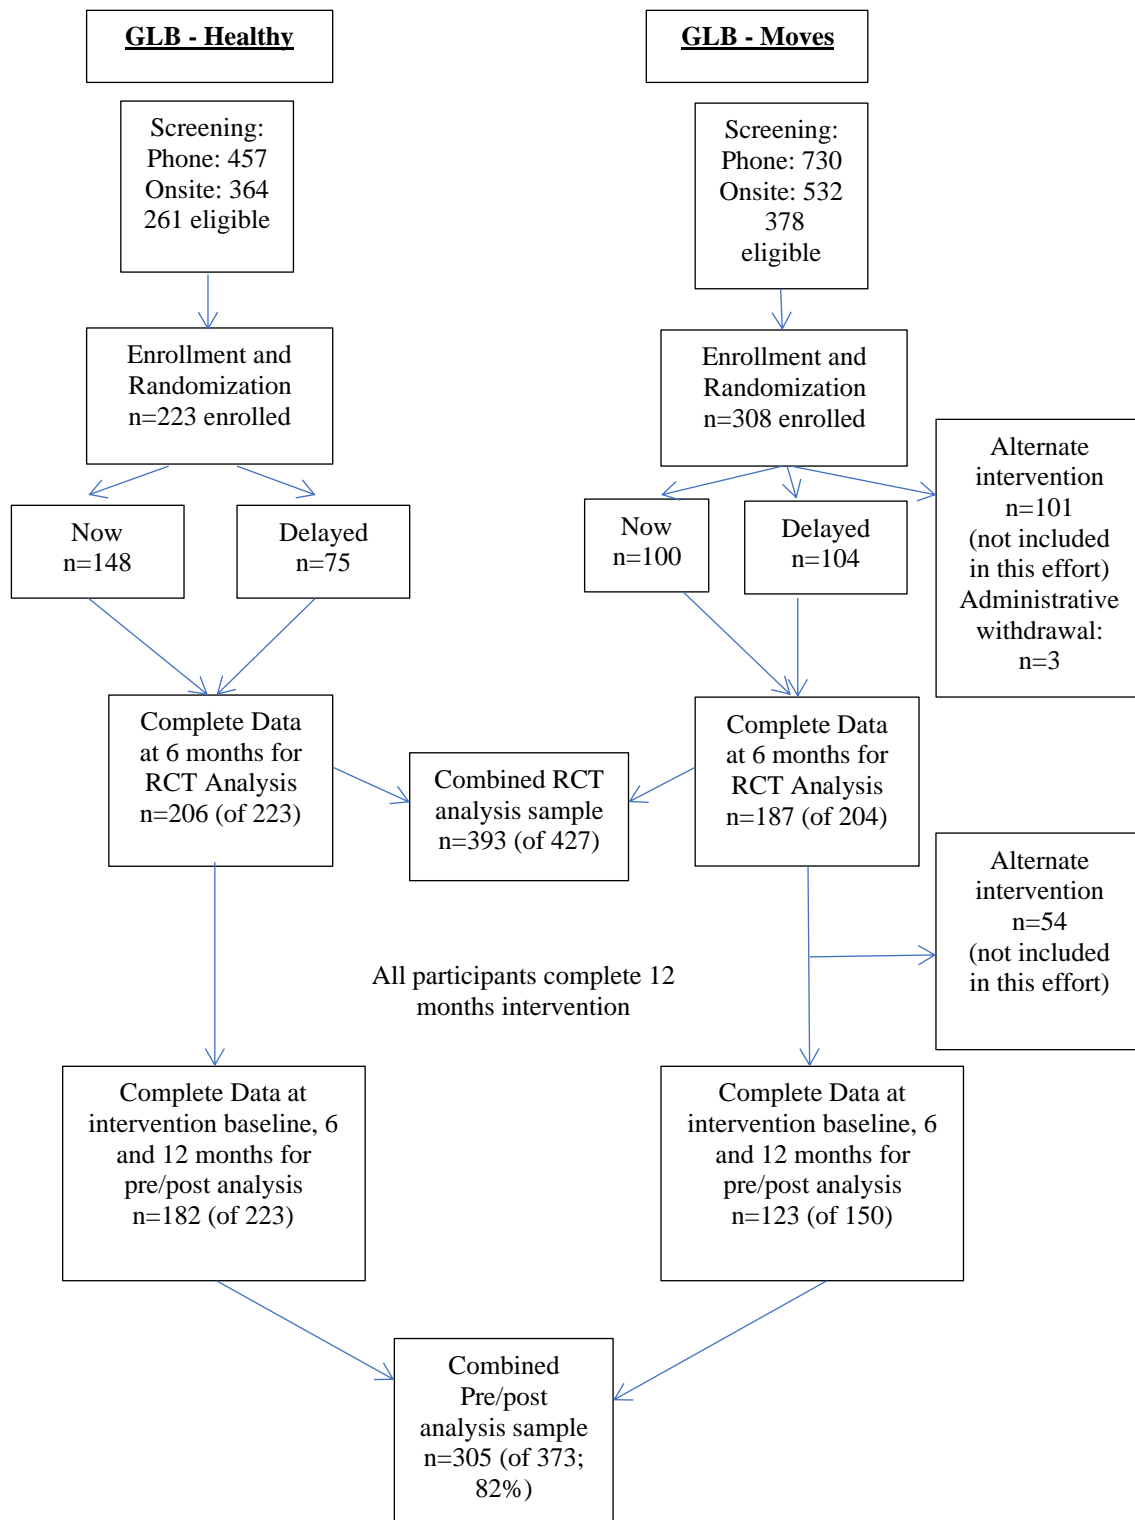 GLB - Healthy
GLB - Moves
Screening:
Phone: 457
Onsite: 364
261 eligible
Screening:
Phone: 730
Onsite: 532
378
eligible
Enrollment and
Randomization
n=223 enrolled
Enrollment and
Randomization
n=308 enrolled
Alternate
intervention
n=101
(not included
in this effort)
Administrative
withdrawal:
n=3
Now
n=148
Delayed
n=75
Now
n=100
Delayed
n=104
Complete Data
at 6 months for
RCT Analysis
n=206 (of 223)
Combined RCT
analysis sample
n=393 (of 427)
Complete Data
at 6 months for
RCT Analysis
n=187 (of 204)
Alternate
intervention
n=54
(not included
in this effort)
All participants complete 12
months intervention
Complete Data at
intervention baseline, 6
and 12 months for
pre/post analysis
n=182 (of 223)
Complete Data at
intervention baseline, 6
and 12 months for
pre/post analysis
n=123 (of 150)
Combined
Pre/post
analysis sample
n=305 (of 373;
82%)